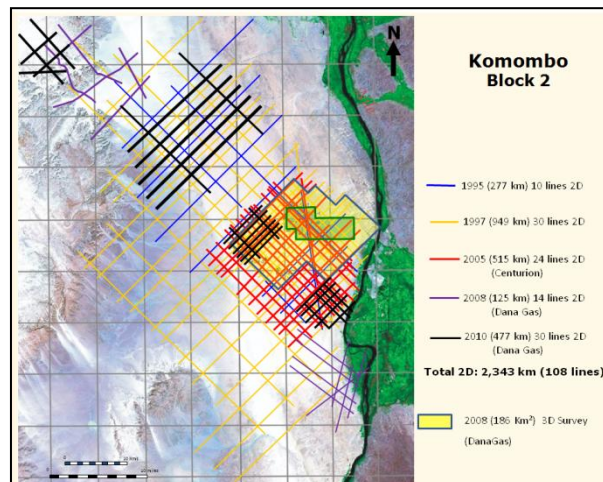 N
Komombo
Block 2
1995 (277 km) 10 lines 2D
1997 (949 km) 30 lines 2D
2005 (515 km) 24 lines 2D
(Centurion)
2008 (125 km) 14 lines 2D
(Dana Gas)
2010 (477 km) 30 lines 2D
(Dana Gas)
Total 2D: 2,343 km (108 lines)
2008 (186 Km²) 3D Survey
(DanaGas)